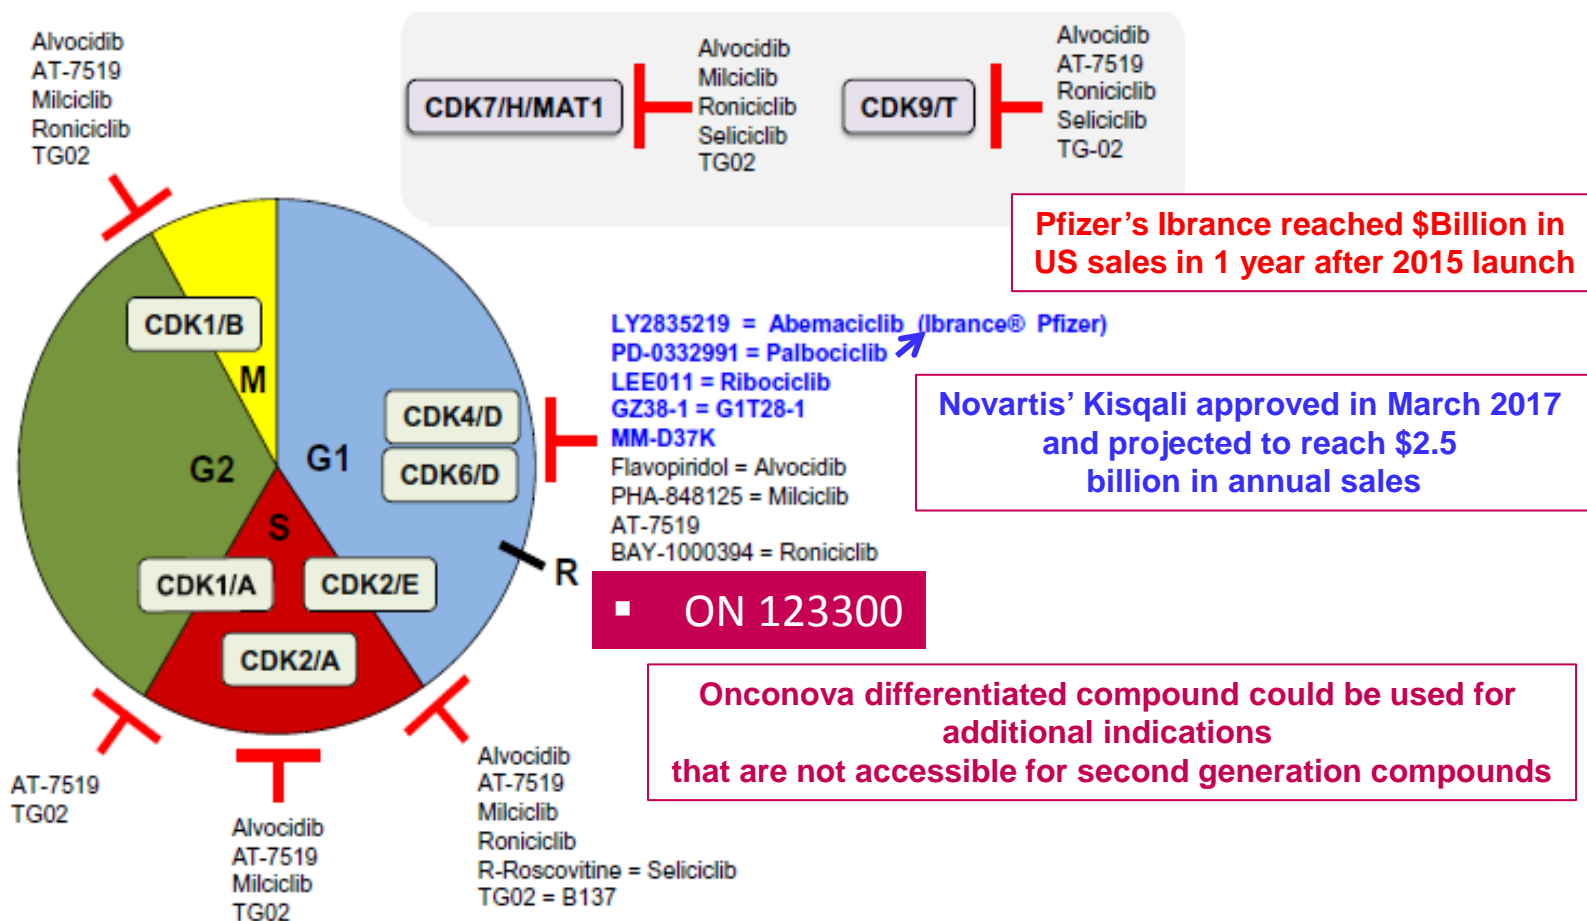 Alvocidib
AT-7519
Milciclib
Roniciclib
TG02
CDK7/H/MAT1
Alvocidib
Milciclib
Roniciclib
Seliciclib
TG02
CDK9/T
Alvocidib
AT-7519
Roniciclib
Seliciclib
TG-02
Pfizer’s Ibrance reached $Billion in
US sales in 1 year after 2015 launch
CDK1/B
M
G2
G1
S
CDK4/D
CDK6/D
CDK1/A
CDK2/E
CDK2/A
R
LY2835219 = Abemaciclib (Ibrance® Pfizer)
PD-0332991 = Palbociclib
LEE011 = Ribociclib
GZ38-1 = G1T28-1
MM-D37K
Flavopiridol = Alvocidib
PHA-848125 = Milciclib
AT-7519
BAY-1000394 = Roniciclib
Novartis’ Kisqali approved in March 2017
and projected to reach $2.5
billion in annual sales
▪ ON 123300
Onconova differentiated compound could be used for
additional indications
that are not accessible for second generation compounds
AT-7519
TG02
Alvocidib
AT-7519
Milciclib
TG02
Alvocidib
AT-7519
Milciclib
Roniciclib
R-Roscovitine = Seliciclib
TG02 = B137